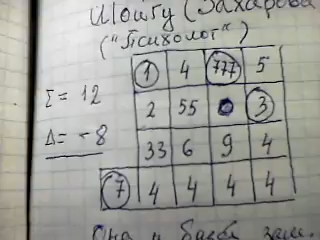 Шойгу (Захарова
("Психолог")
1 4 777 5
Σ = 12
2 55 3
Δ = -8
33 6 9 4
7 4 4 4 4